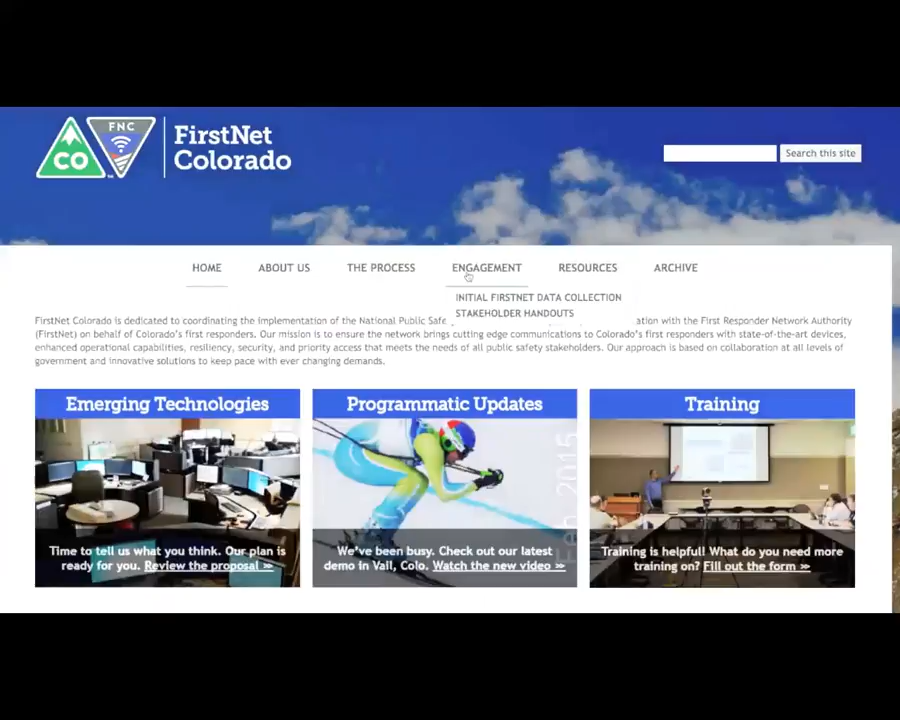 CO
FNC
FirstNet
Colorado
Search this site
HOME ABOUT US THE PROCESS ENGAGEMENT RESOURCES ARCHIVE
INITIAL FIRSTNET DATA COLLECTION
STAKEHOLDER HANDOUTS
FirstNet Colorado is dedicated to coordinating the implementation of the National Public Safe ation with the First Responder Network Authority
(FirstNet) on behalf of Colorado's first responders. Our mission is to ensure the network brings cutting edge communications to Colorado's first responders with state-of-the-art devices,
enhanced operational capabilities, resiliency, security, and priority access that meets the needs of all public safety stakeholders. Our approach is based on collaboration at all levels of
government and innovative solutions to keep pace with ever changing demands.
Emerging Technologies
Time to tell us what you think. Our plan is
ready for you. Review the proposal >>
Programmatic Updates
Feb 2015
We've been busy. Check out our latest
demo in Vail, Colo. Watch the new video >>
Training
Training is helpful! What do you need more
training on? Fill out the form >>